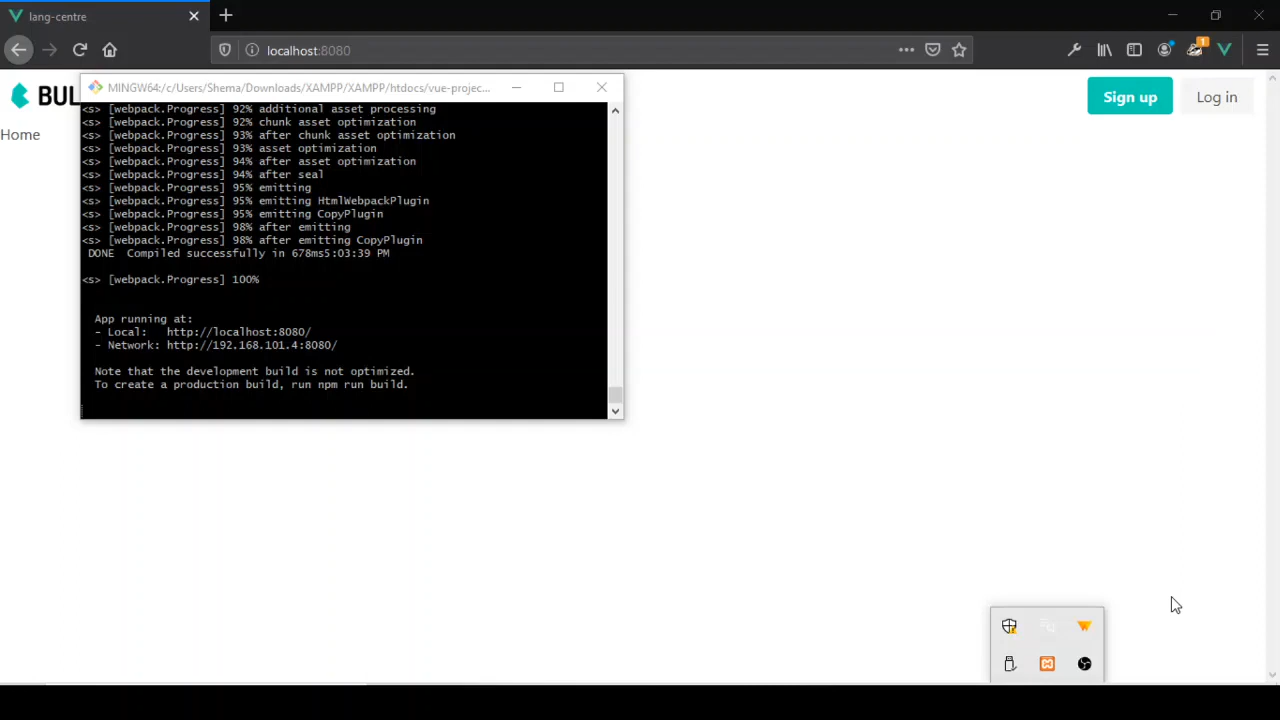 lang-centre
localhost:8080
1
MINGW64:/c/Users/Shema/Downloads/XAMPP/XAMPP/htdocs/vue-projec...
BUL
Sign up
Log in
Home
<s> [webpack.Progress] 92% additional asset processing
<s> [webpack.Progress] 92% chunk asset optimization
<s> [webpack.Progress] 93% after chunk asset optimization
<s> [webpack.Progress] 93% asset optimization
<s> [webpack.Progress] 94% after asset optimization
<s> [webpack.Progress] 94% after seal
<s> [webpack.Progress] 95% emitting
<s> [webpack.Progress] 95% emitting HtmlWebpackPlugin
<s> [webpack.Progress] 95% emitting CopyPlugin
<s> [webpack.Progress] 98% after emitting
<s> [webpack.Progress] 98% after emitting CopyPlugin
DONE  Compiled successfully in 678ms5:03:39 PM
<s> [webpack.Progress] 100%
App running at:
- Local:   http://localhost:8080/
- Network: http://192.168.101.4:8080/
Note that the development build is not optimized.
To create a production build, run npm run build.